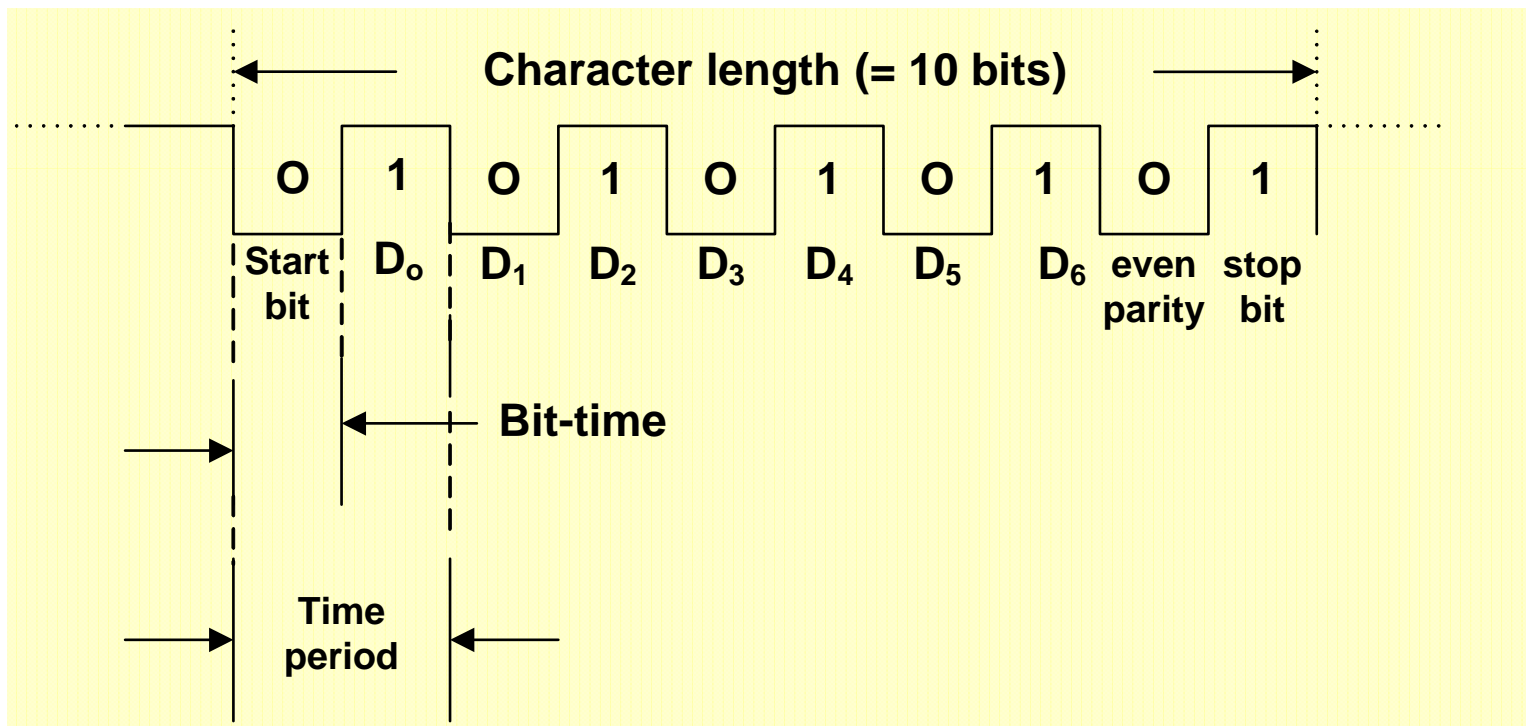 Character length (= 10 bits)
O 1 O 1 O 1 O 1 O 1
Start bit Dₒ D₁ D₂ D₃ D₄ D₅ D₆ even parity stop bit
Bit-time
Time
period